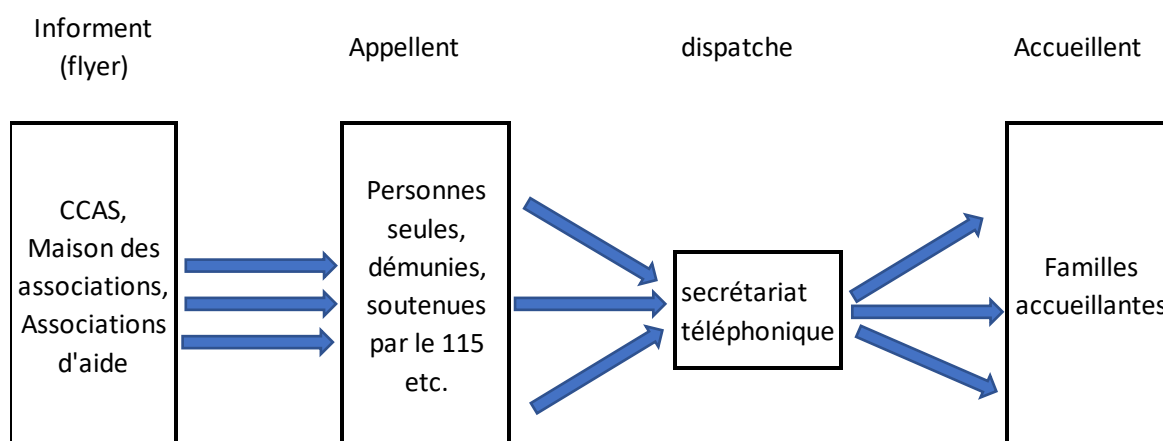 Informent
(flyer)
Appellent
dispatche
Accueillent
CCAS,
Maison des
associations,
Associations
d'aide
Personnes
seules,
démunies,
soutenues
par le 115
etc.
secrétariat
téléphonique
Familles
accueillantes